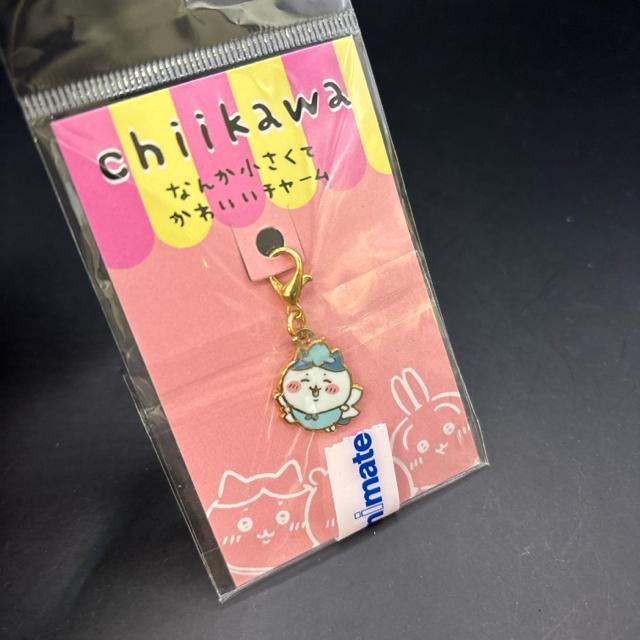 chiikawa
なんか小さくて
かわいいチャーム
nimate